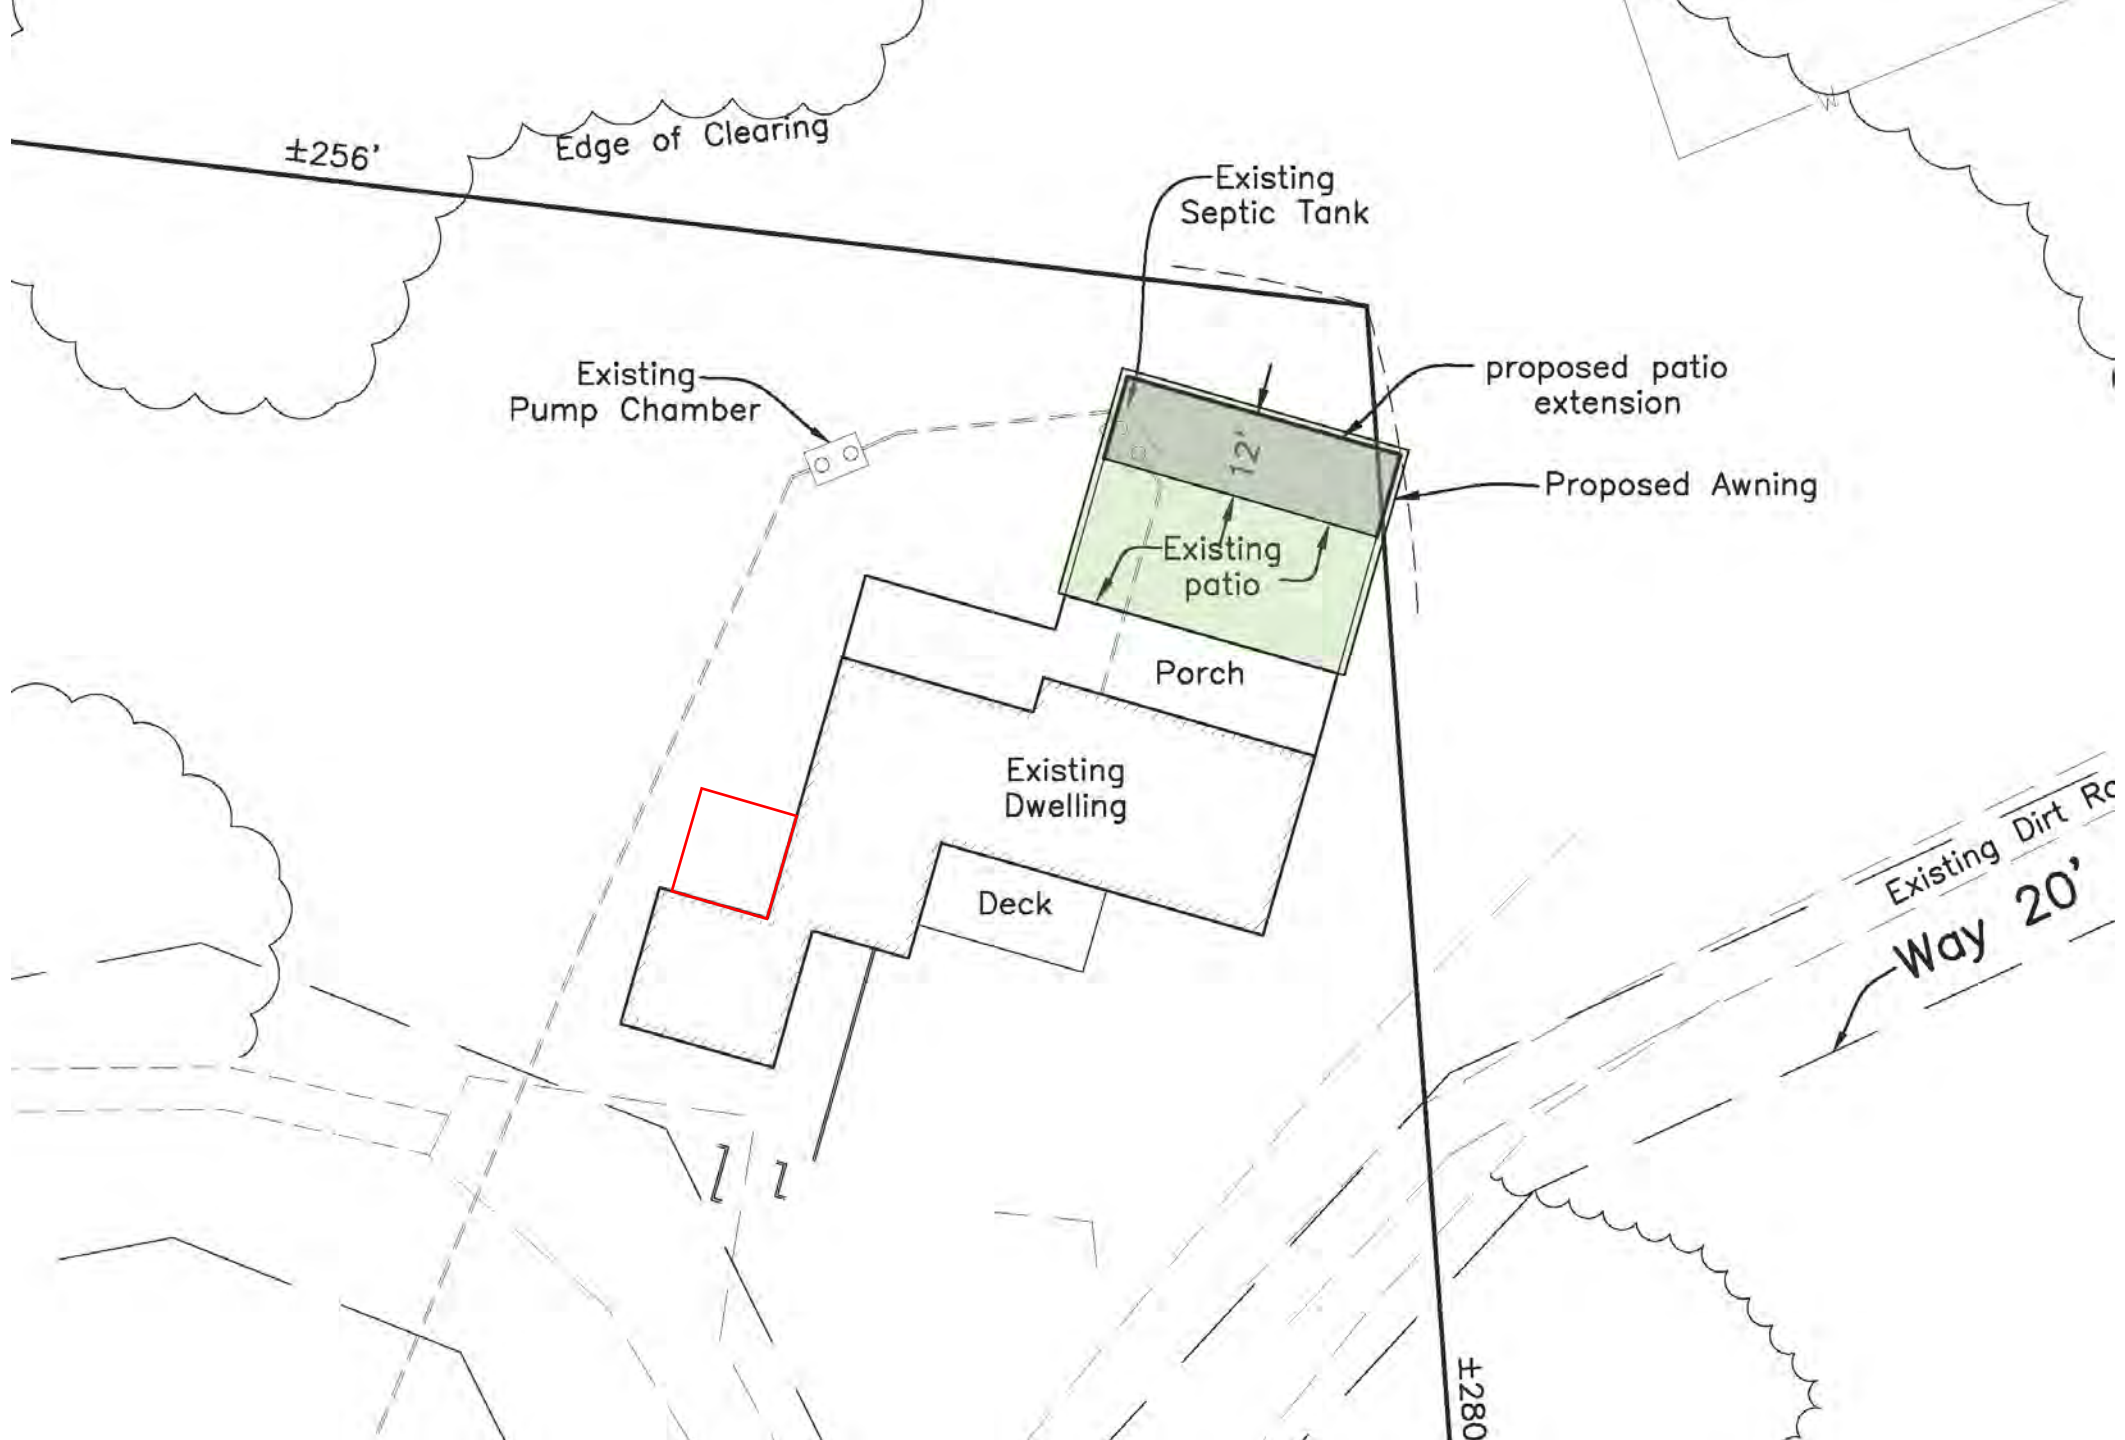 ±256'
Edge of Clearing
Existing
Septic Tank
W
Existing
Pump Chamber
proposed patio
extension
12'
Proposed Awning
Existing
patio
Porch
Existing
Dwelling
Deck
Existing Dirt
Way 20'
±280